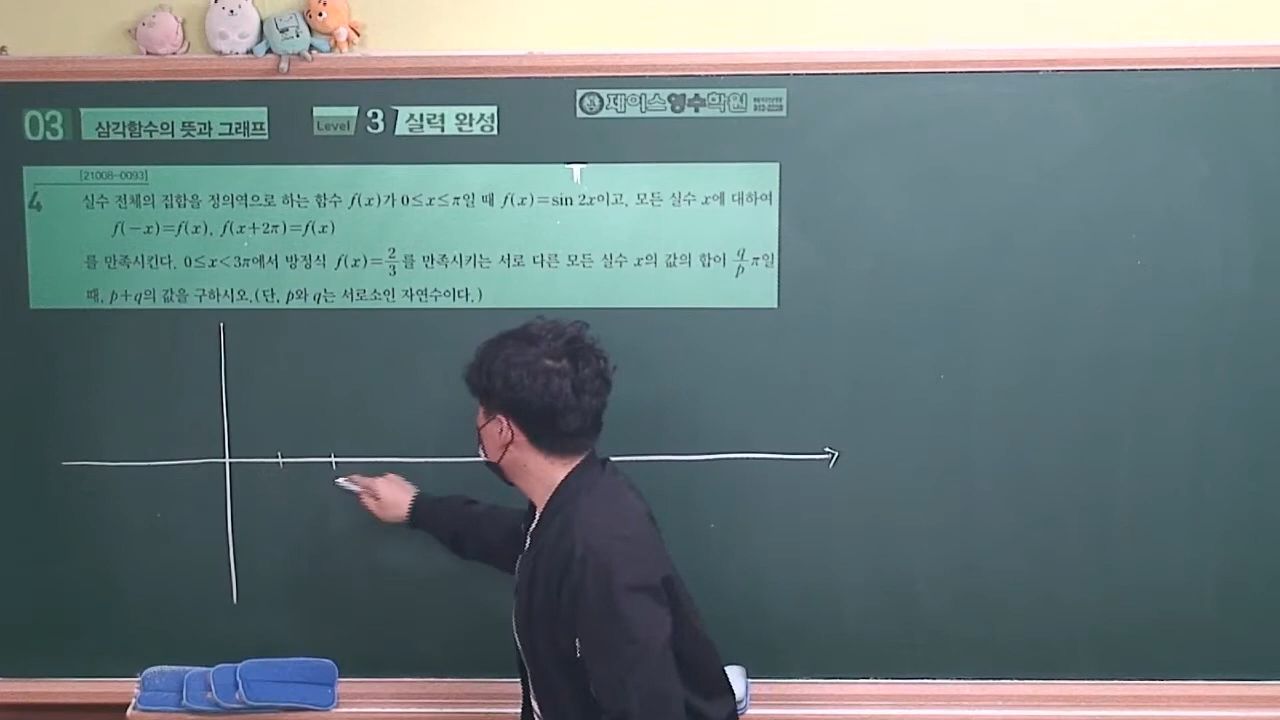 03 삼각함수의 뜻과 그래프 Level 3 실력 완성
제이스영수학원
[21008-0093]
4 실수 전체의 집합을 정의역으로 하는 함수 f(x)가 0≤x≤π일 때 f(x)=sin 2x이고, 모든 실수 x에 대하여
f(-x)=f(x), f(x+2π)=f(x)
를 만족시킨다. 0≤x<3π에서 방정식 f(x)=2/3를 만족시키는 서로 다른 모든 실수 x의 값의 합이 q/p π일
때, p+q의 값을 구하시오. (단, p와 q는 서로소인 자연수이다.)